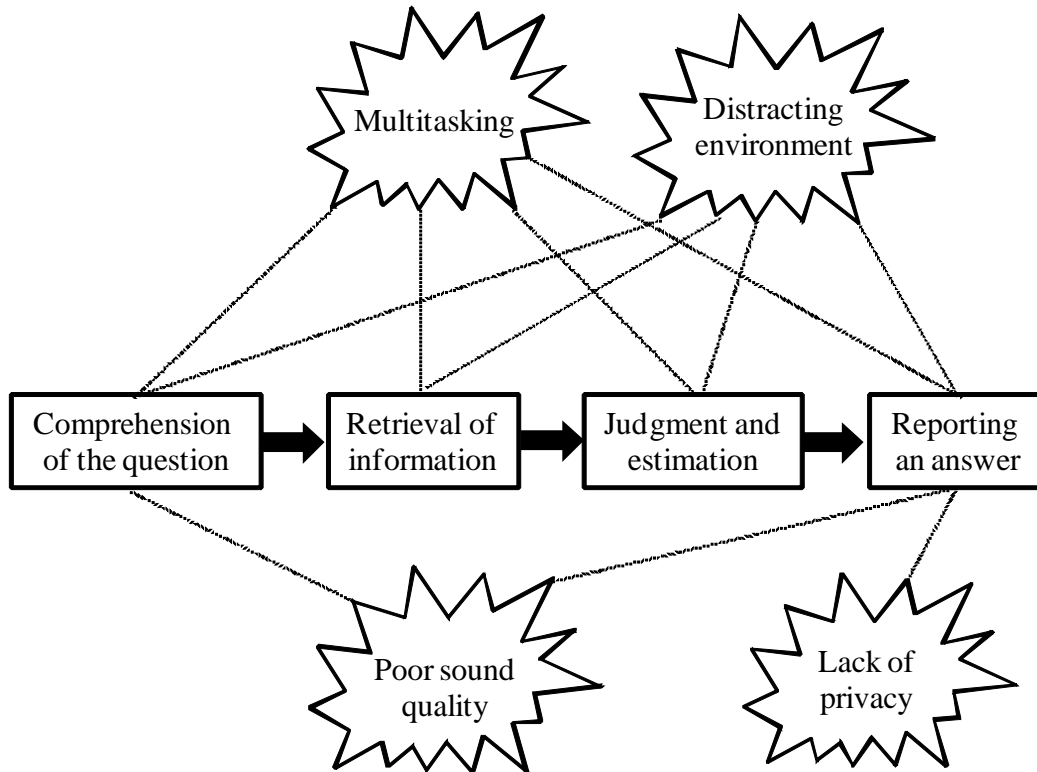 Multitasking
Distracting
environment
Comprehension
of the question
Retrieval of
information
Judgment and
estimation
Reporting
an answer
Poor sound
quality
Lack of
privacy